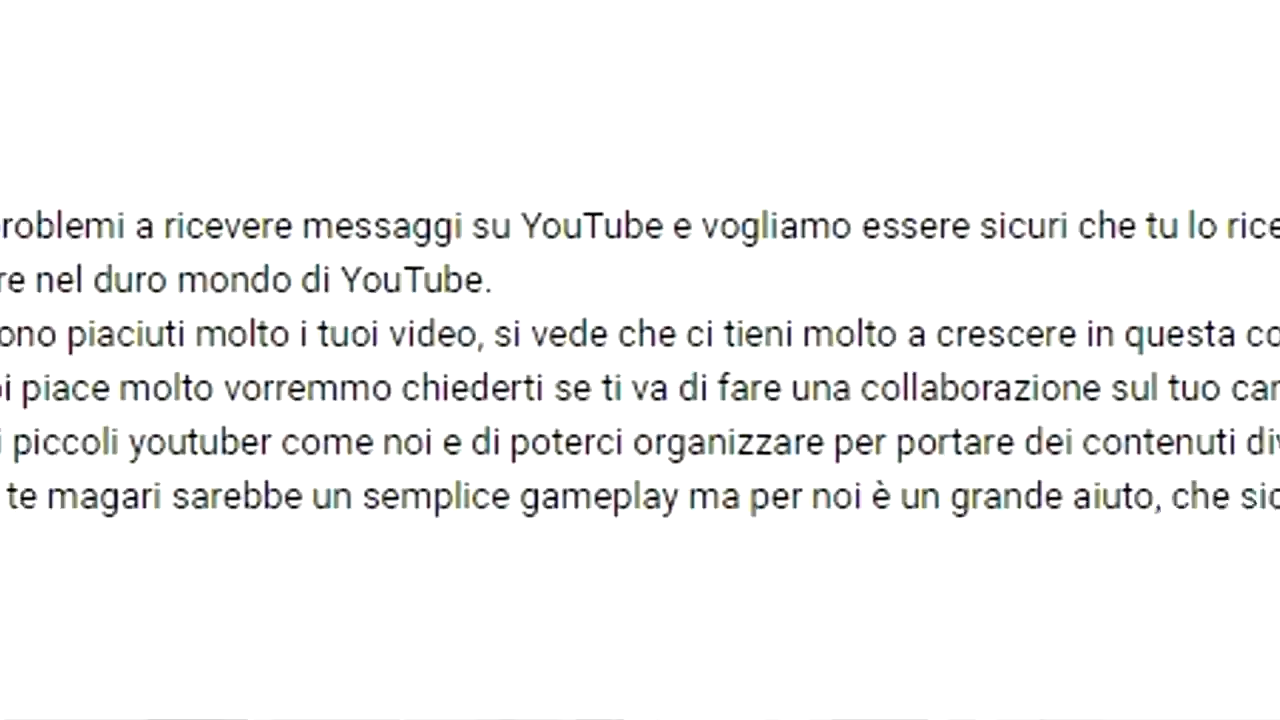 roblemi a ricevere messaggi su YouTube e vogliamo essere sicuri che tu lo rice
re nel duro mondo di YouTube.
ono piaciuti molto i tuoi video, si vede che ci tieni molto a crescere in questa co
oi piace molto vorremmo chiederti se ti va di fare una collaborazione sul tuo can
i piccoli youtuber come noi e di poterci organizzare per portare dei contenuti div
te magari sarebbe un semplice gameplay ma per noi è un grande aiuto, che sic